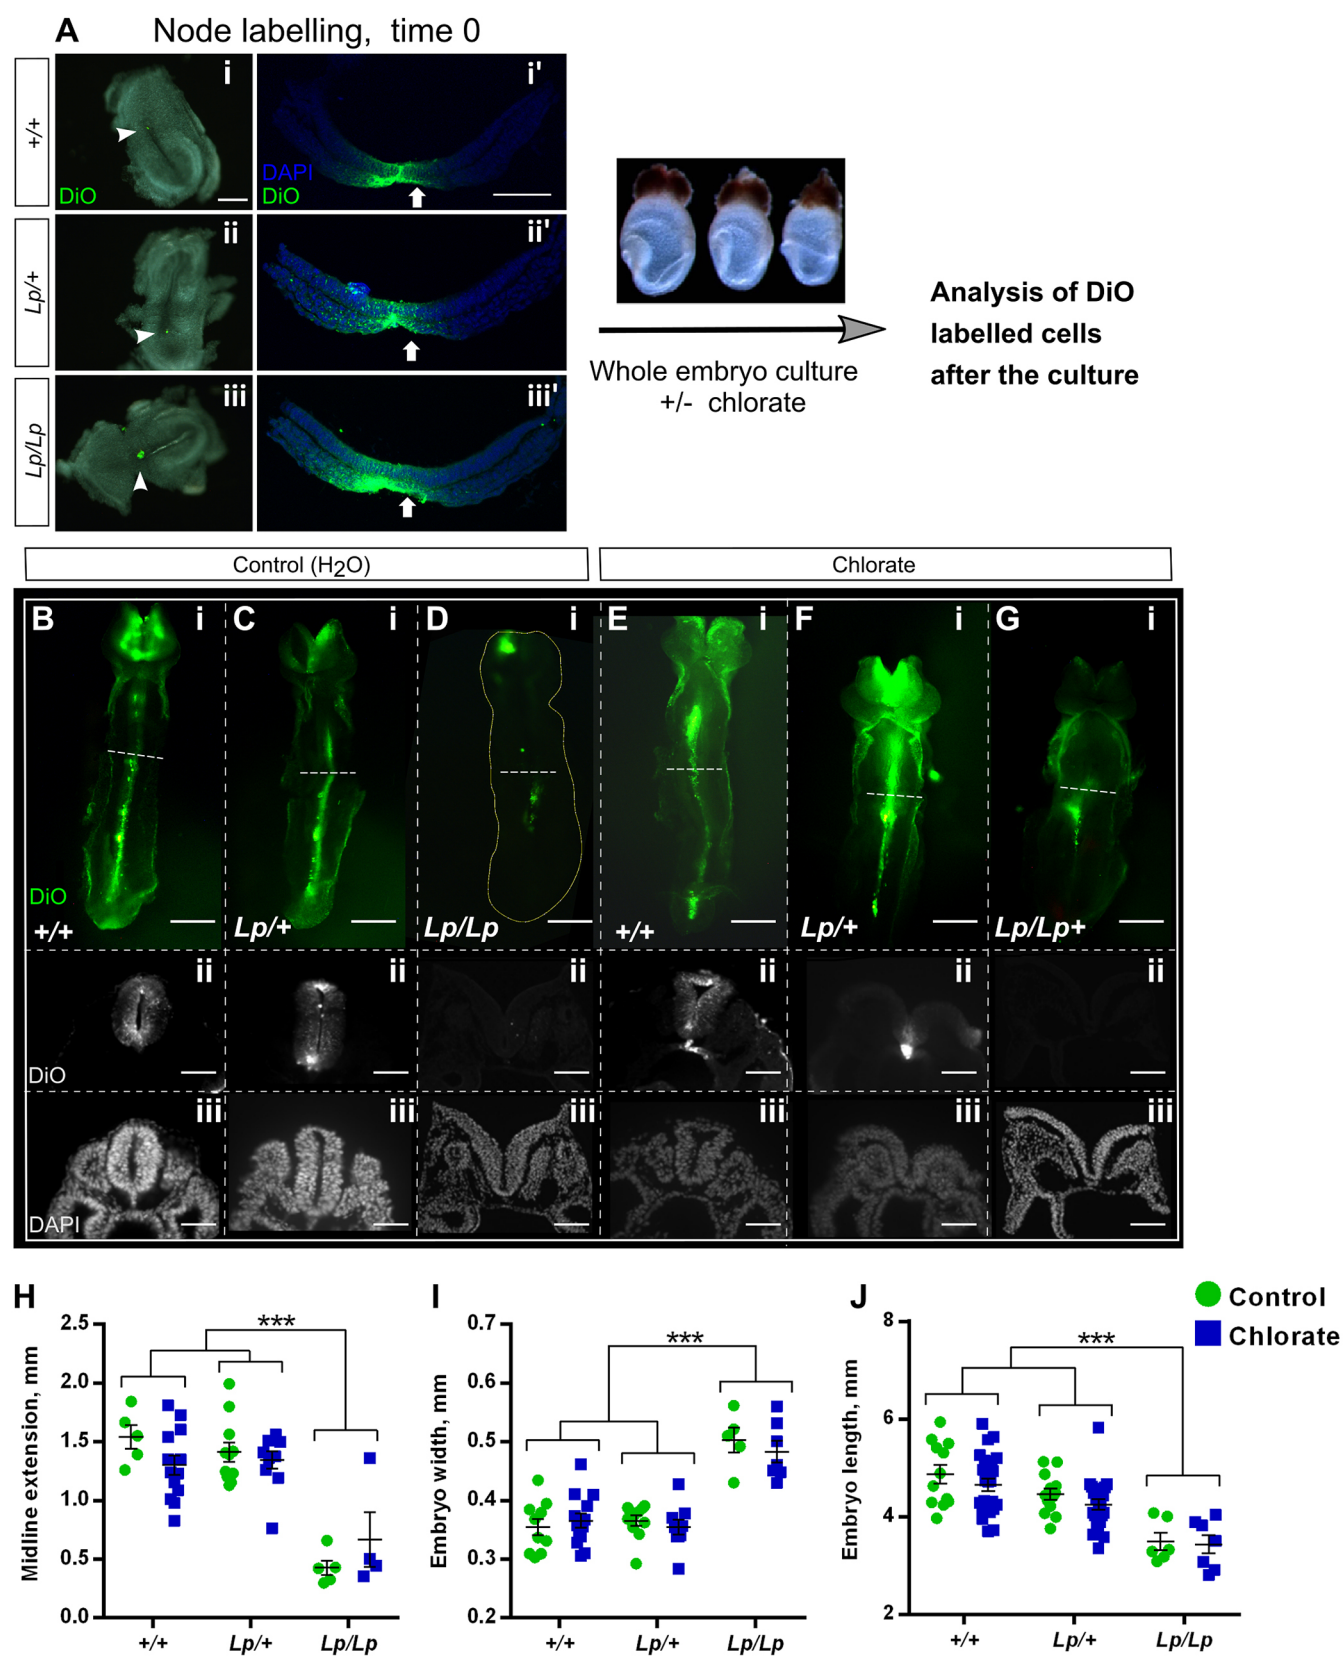 A Node labelling, time 0
+/+
i
DiO
i'
DAPI
DiO
Lp/+
ii
ii'
Lp/Lp
iii
iii'
Whole embryo culture
+/- chlorate
Analysis of DiO
labelled cells
after the culture
Control (H2O)
Chlorate
B i C i D i E i F i G i
DiO
+/+ Lp/+ Lp/Lp +/+ Lp/+ Lp/Lp+
ii ii ii ii ii ii
DiO
iii iii iii iii iii iii
DAPI
H
Midline extension, mm
2.5
2.0
1.5
1.0
0.5
0.0
***
+/+ Lp/+ Lp/Lp
I
Embryo width, mm
0.7
0.6
0.5
0.4
0.3
0.2
***
+/+ Lp/+ Lp/Lp
J
Embryo length, mm
8
6
4
2
***
+/+ Lp/+ Lp/Lp
Control
Chlorate